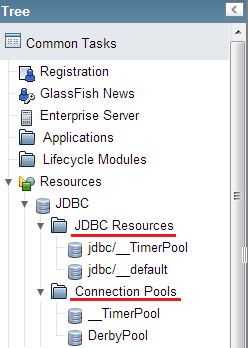 Tree
Common Tasks
Registration
GlassFish News
Enterprise Server
Applications
Lifecycle Modules
Resources
JDBC
JDBC Resources
jdbc/__TimerPool
jdbc/__default
Connection Pools
__TimerPool
DerbyPool